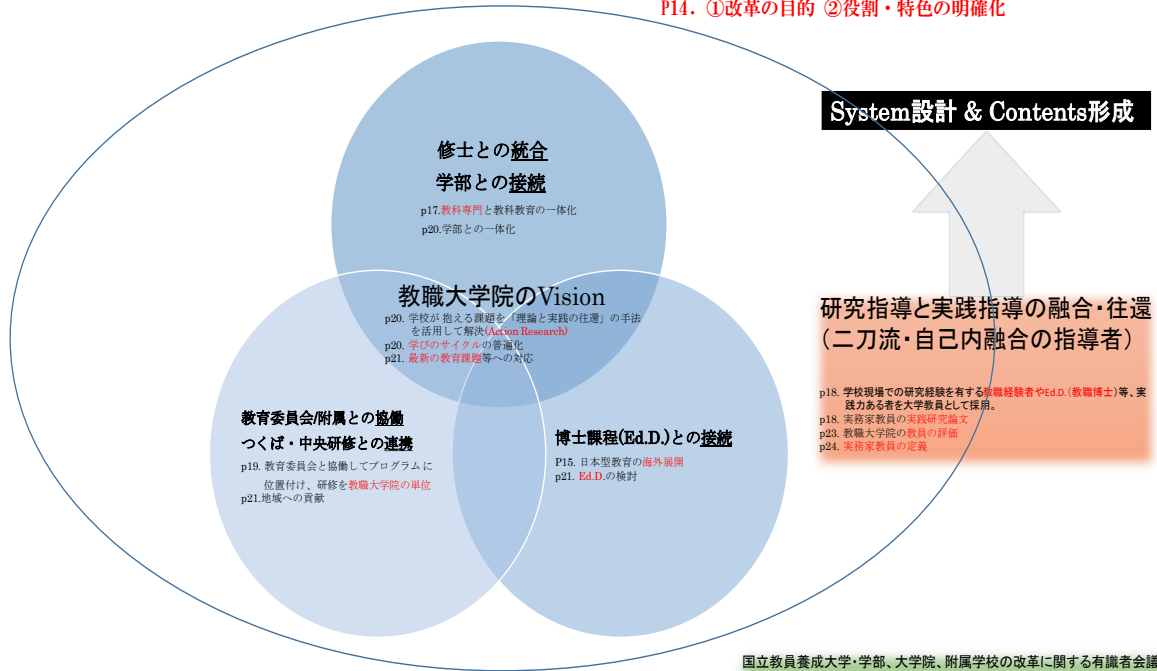 P14. ①改革の目的 ②役割・特色の明確化
System設計 & Contents形成
修士との統合
学部との接続
p17.教科専門と教科教育の一体化
p20.学部との一体化
教職大学院のVision
p20. 学校が 抱える課題を「理論と実践の往還」の手法
を活用して解決(Action Research)
p20. 学びのサイクルの普遍化
p21. 最新の教育課題等への対応
教育委員会/附属との協働
つくば・中央研修との連携
p19. 教育委員会と協働してプログラムに
位置付け、研修を教職大学院の単位
p21.地域への貢献
博士課程(Ed.D.)との接続
P15. 日本型教育の海外展開
p21. Ed.D.の検討
研究指導と実践指導の融合・往還
(二刀流・自己内融合の指導者)
p18. 学校現場での研究経験を有する教職経験者やEd.D.(教職博士)等、実
践力ある者を大学教員として採用。
p18. 実務家教員の実践研究論文
p23. 教職大学院の教員の評価
p24. 実務家教員の定義
国立教員養成大学・学部、大学院、附属学校の改革に関する有識者会議